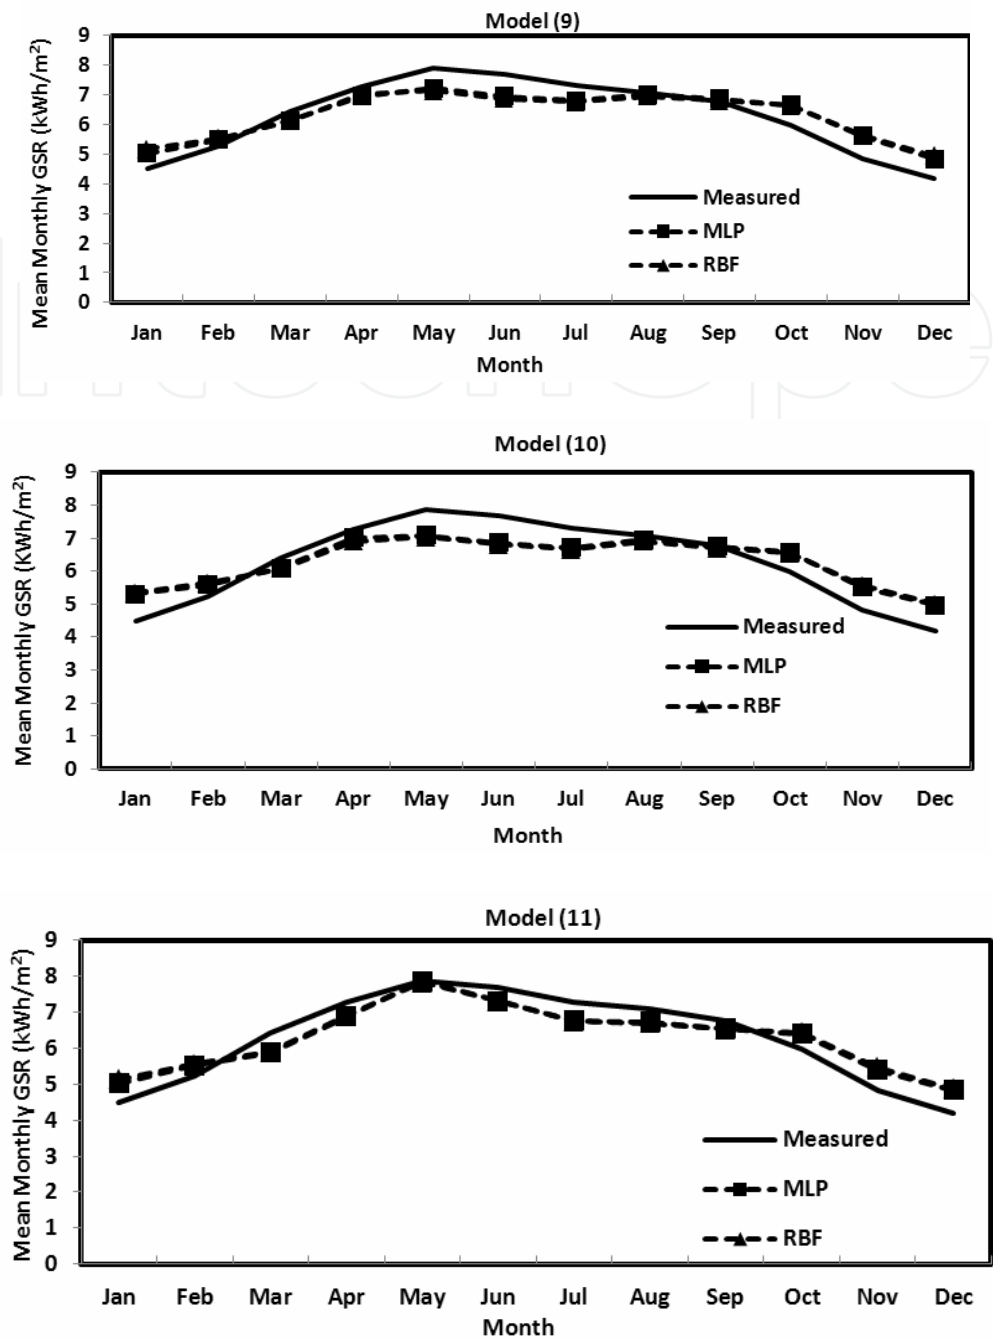 Model (9)
Mean Monthly GSR (kWh/m²)
9
8
7
6
5
4
3
2
1
0
Measured
MLP
RBF
Jan Feb Mar Apr May Jun Jul Aug Sep Oct Nov Dec
Month
Model (10)
Mean Monthly GSR (KWh/m²)
9
8
7
6
5
4
3
2
1
0
Measured
MLP
RBF
Jan Feb Mar Apr May Jun Jul Aug Sep Oct Nov Dec
Month
Model (11)
Mean Monthly GSR (kWh/m²)
9
8
7
6
5
4
3
2
1
0
Measured
MLP
RBF
Jan Feb Mar Apr May Jun Jul Aug Sep Oct Nov Dec
Month